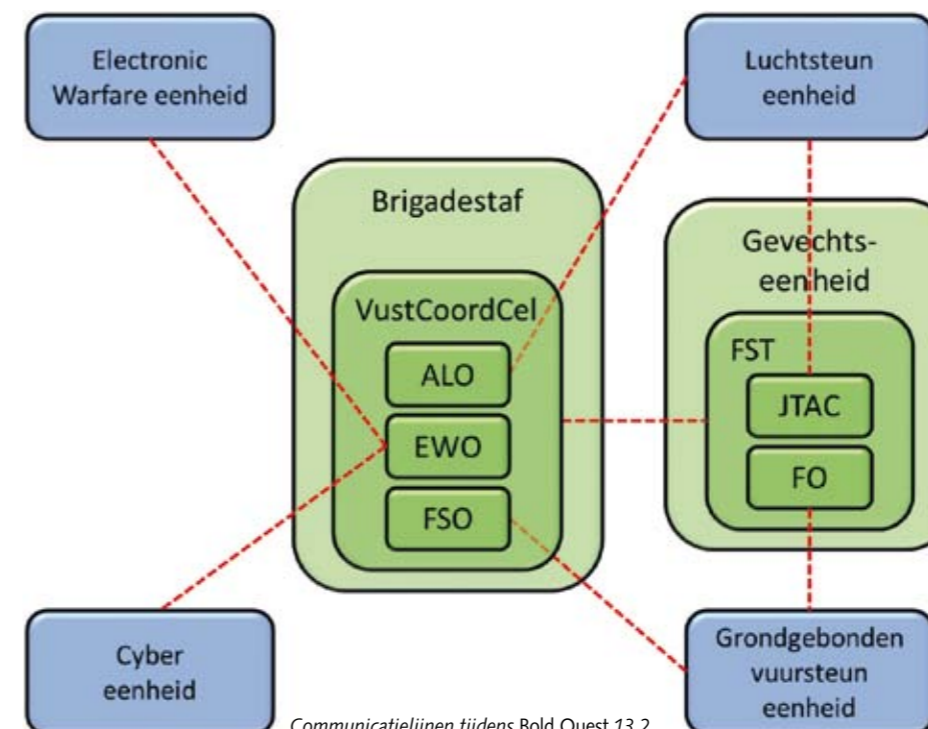 Electronic
Warfare eenheid
Luchtsteun
eenheid
Brigadestaf
VustCoordCel
ALO
EWO
FSO
Gevechts-
eenheid
FST
JTAC
FO
Cyber
eenheid
Grondgebonden
vuursteun
eenheid
Communicatielijnen tijdens Bold Quest 13.2